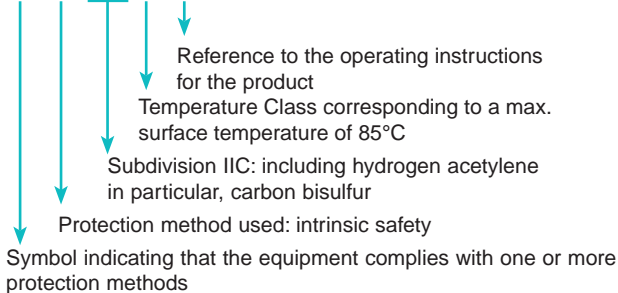 Reference to the operating instructions
for the product
Temperature Class corresponding to a max.
surface temperature of 85°C
Subdivision IIC: including hydrogen acetylene
in particular, carbon bisulfur
Protection method used: intrinsic safety
Symbol indicating that the equipment complies with one or more
protection methods